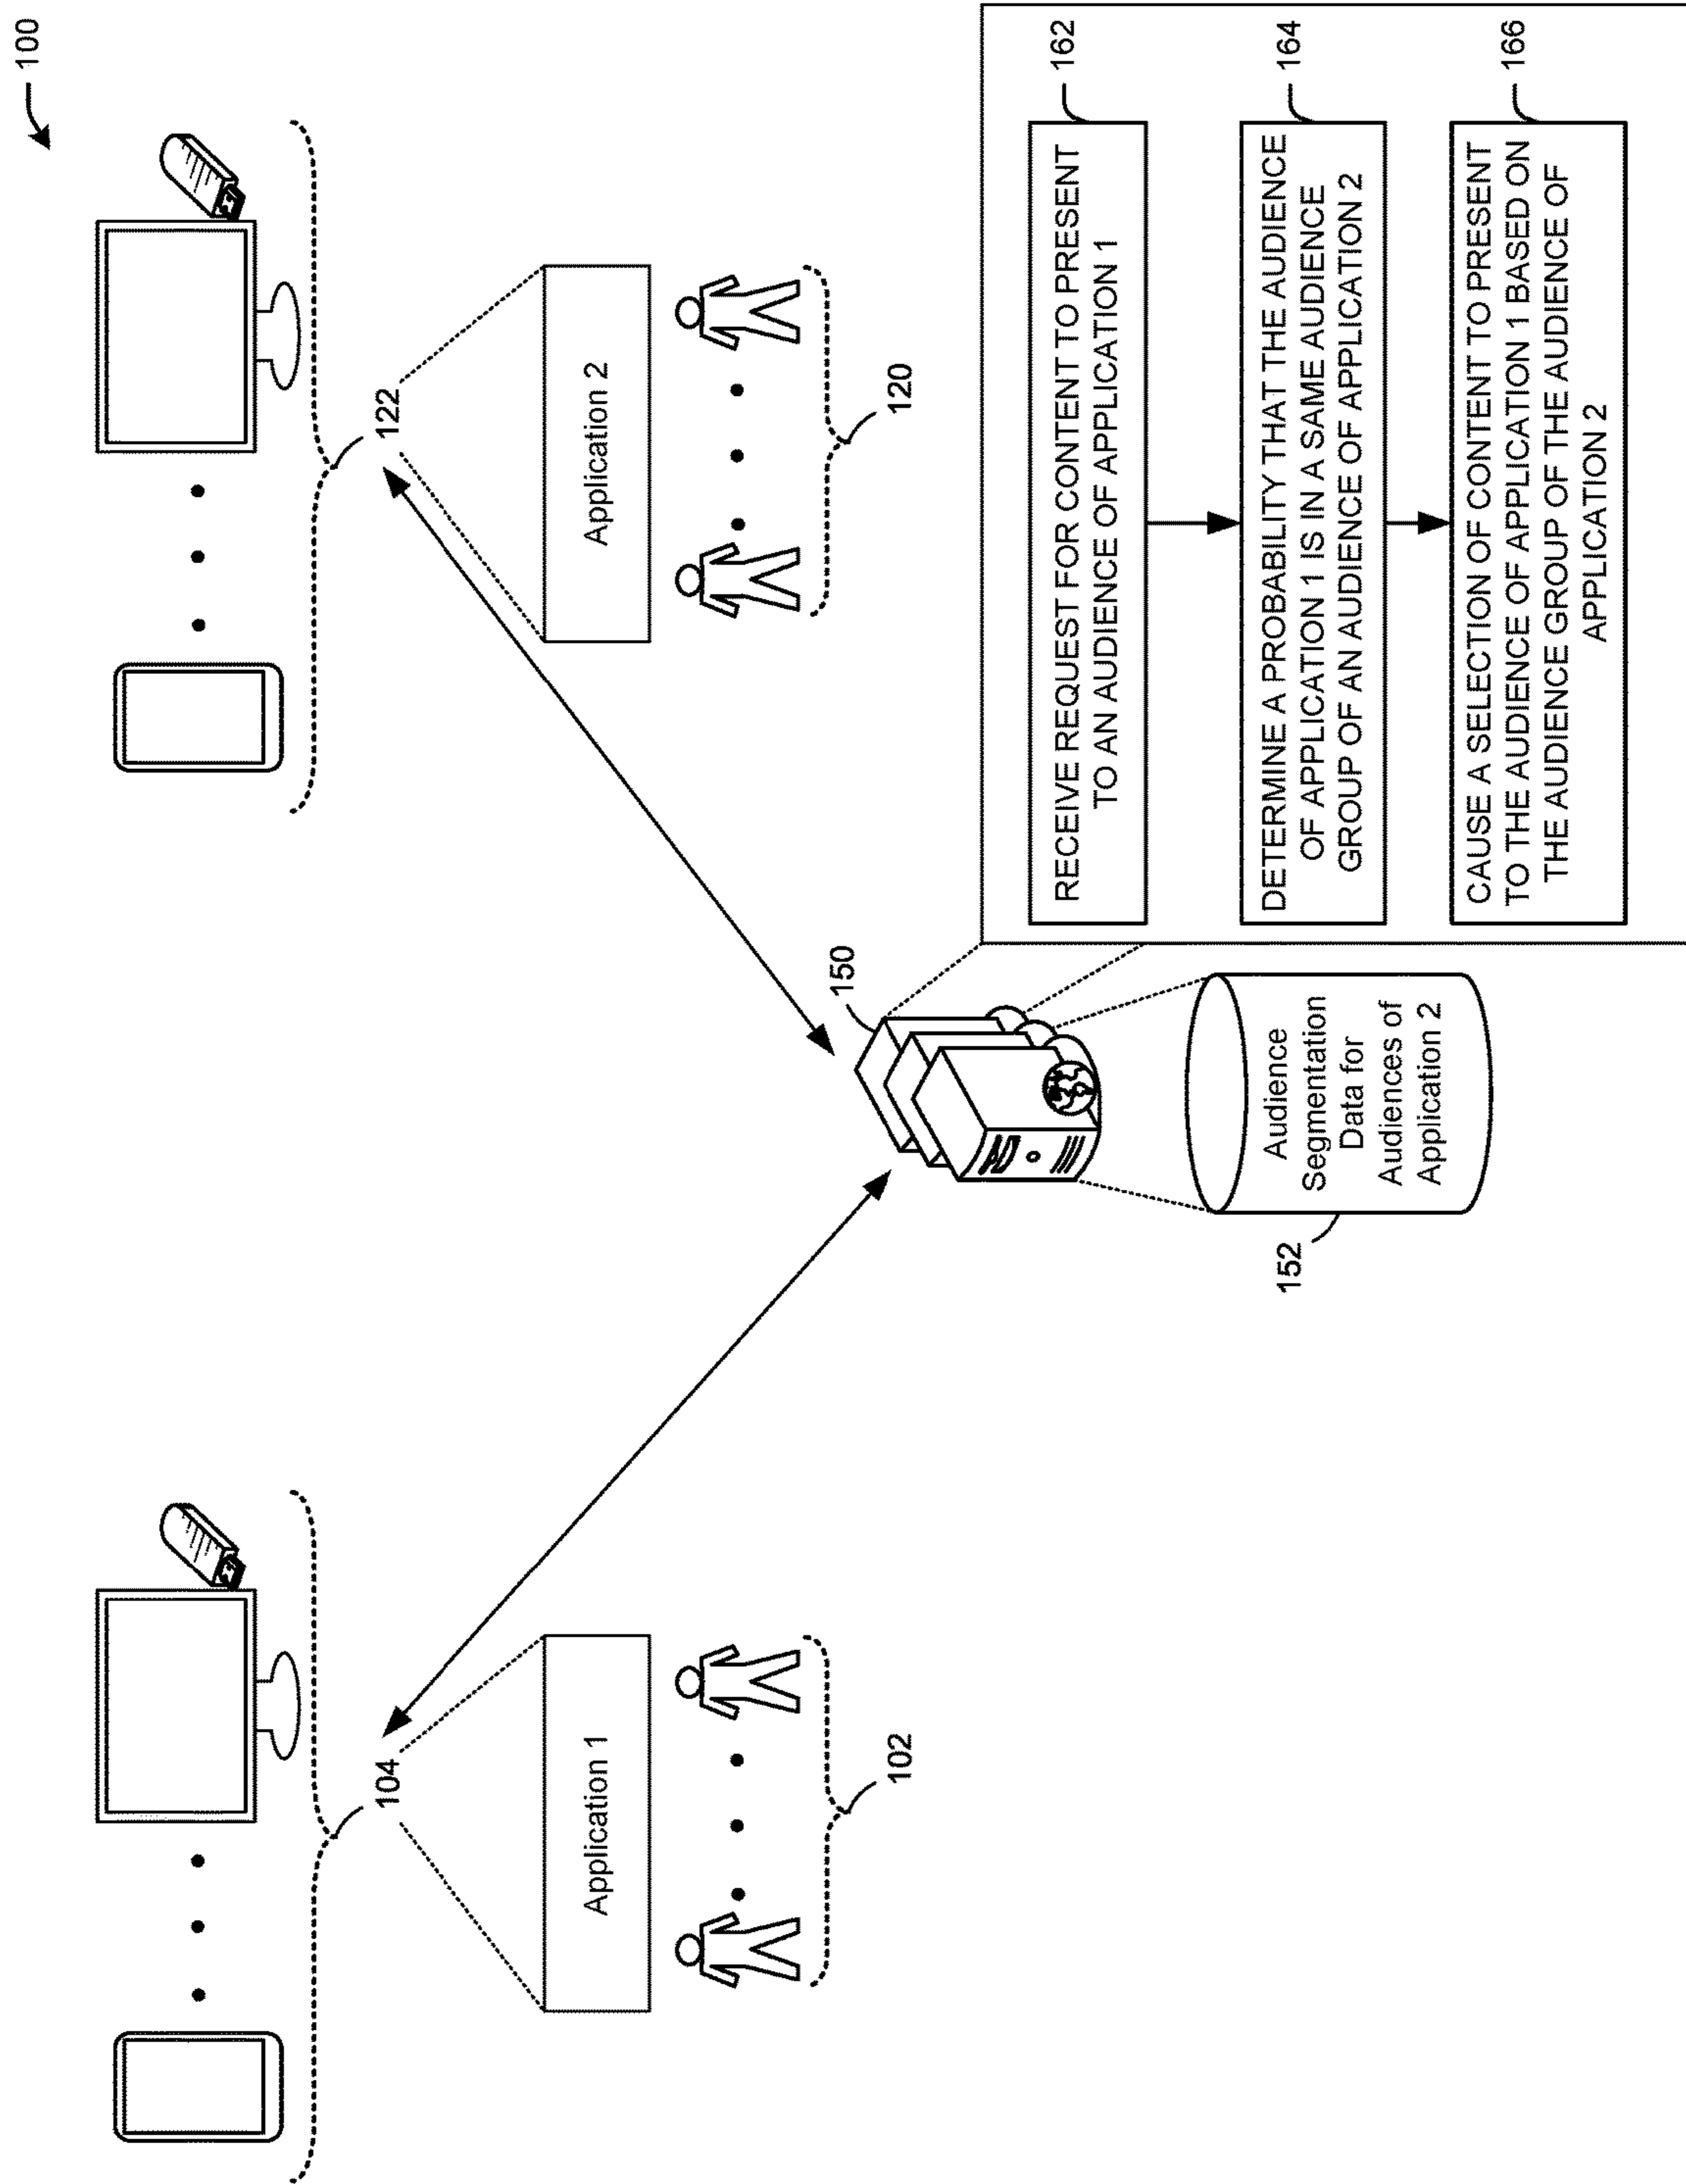 100
104
122
Application 1
Application 2
102
120
150
152
Audience
Segmentation
Data for
Audiences of
Application 2
RECEIVE REQUEST FOR CONTENT TO PRESENT
TO AN AUDIENCE OF APPLICATION 1
162
DETERMINE A PROBABILITY THAT THE AUDIENCE
OF APPLICATION 1 IS IN A SAME AUDIENCE
GROUP OF AN AUDIENCE OF APPLICATION 2
164
CAUSE A SELECTION OF CONTENT TO PRESENT
TO THE AUDIENCE OF APPLICATION 1 BASED ON
THE AUDIENCE GROUP OF THE AUDIENCE OF
APPLICATION 2
166